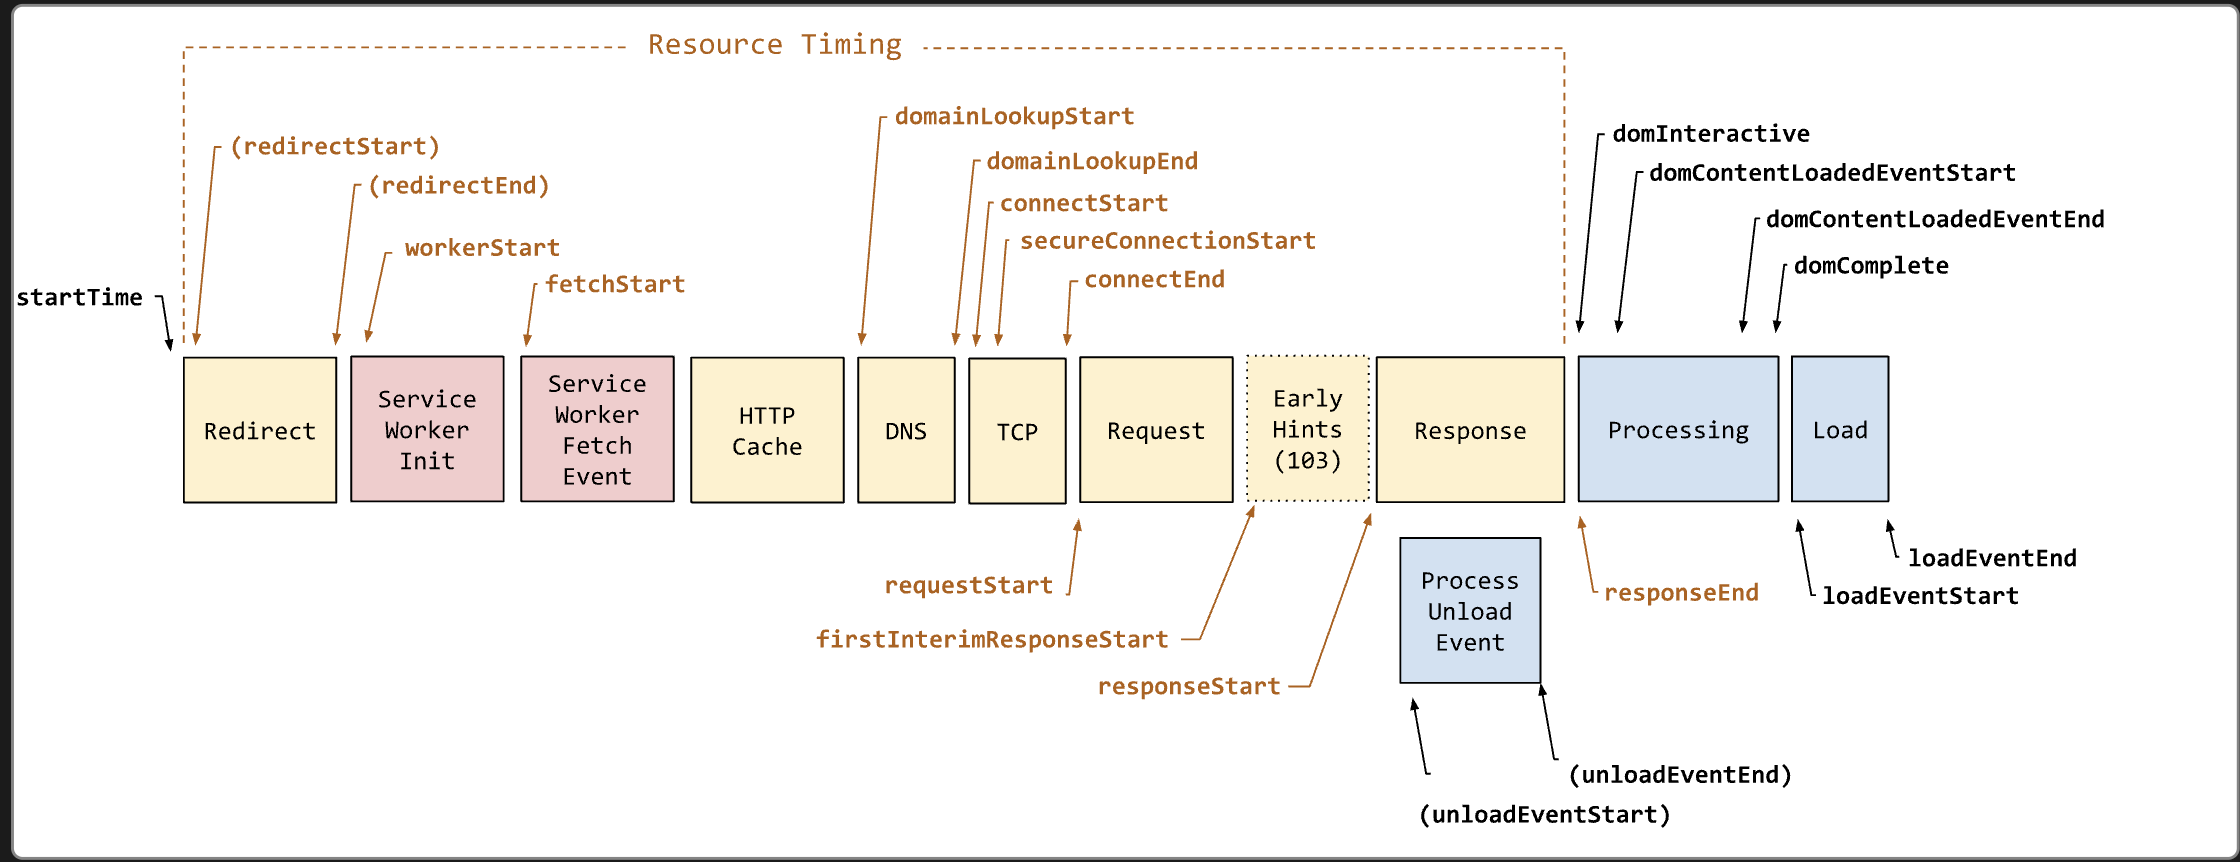 Resource Timing
domainLookupStart
domInteractive
(redirectStart)
domainLookupEnd
domContentLoadedEventStart
(redirectEnd)
connectStart
domContentLoadedEventEnd
secureConnectionStart
workerStart
domComplete
connectEnd
fetchStart
startTime
Redirect
Service
Worker
Init
Service
Worker
Fetch
Event
HTTP
Cache
DNS
TCP
Request
Early
Hints
(103)
Response
Processing
Load
requestStart
firstInterimResponseStart
responseStart
Process
Unload
Event
responseEnd
loadEventEnd
loadEventStart
(unloadEventEnd)
(unloadEventStart)